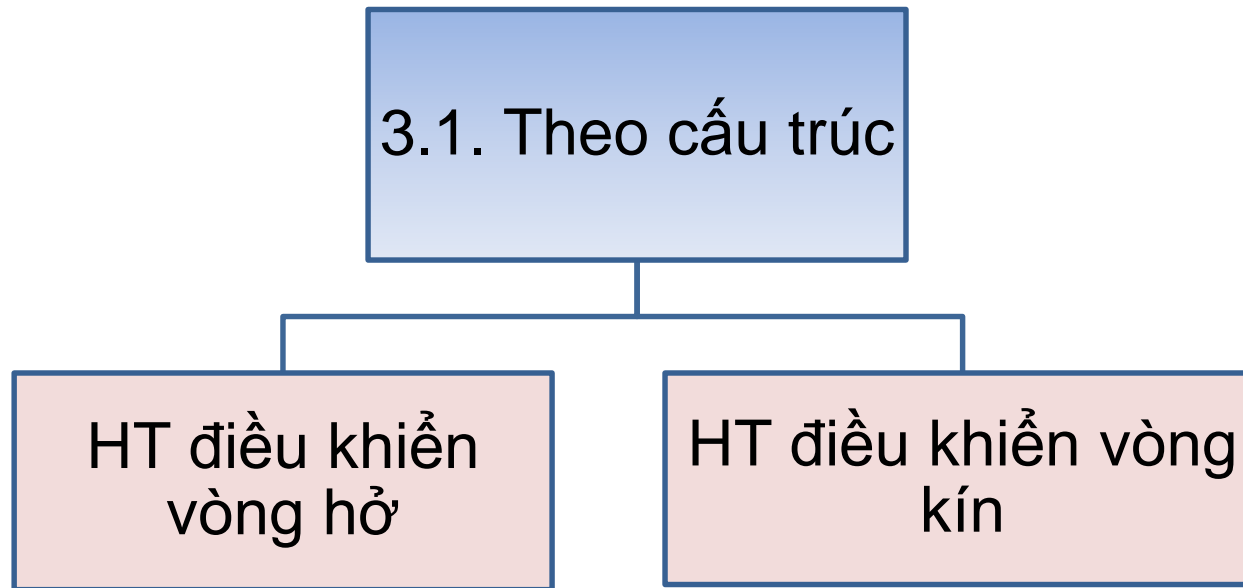 3.1. Theo cấu trúc
HT điều khiển
vòng hở
HT điều khiển vòng
kín